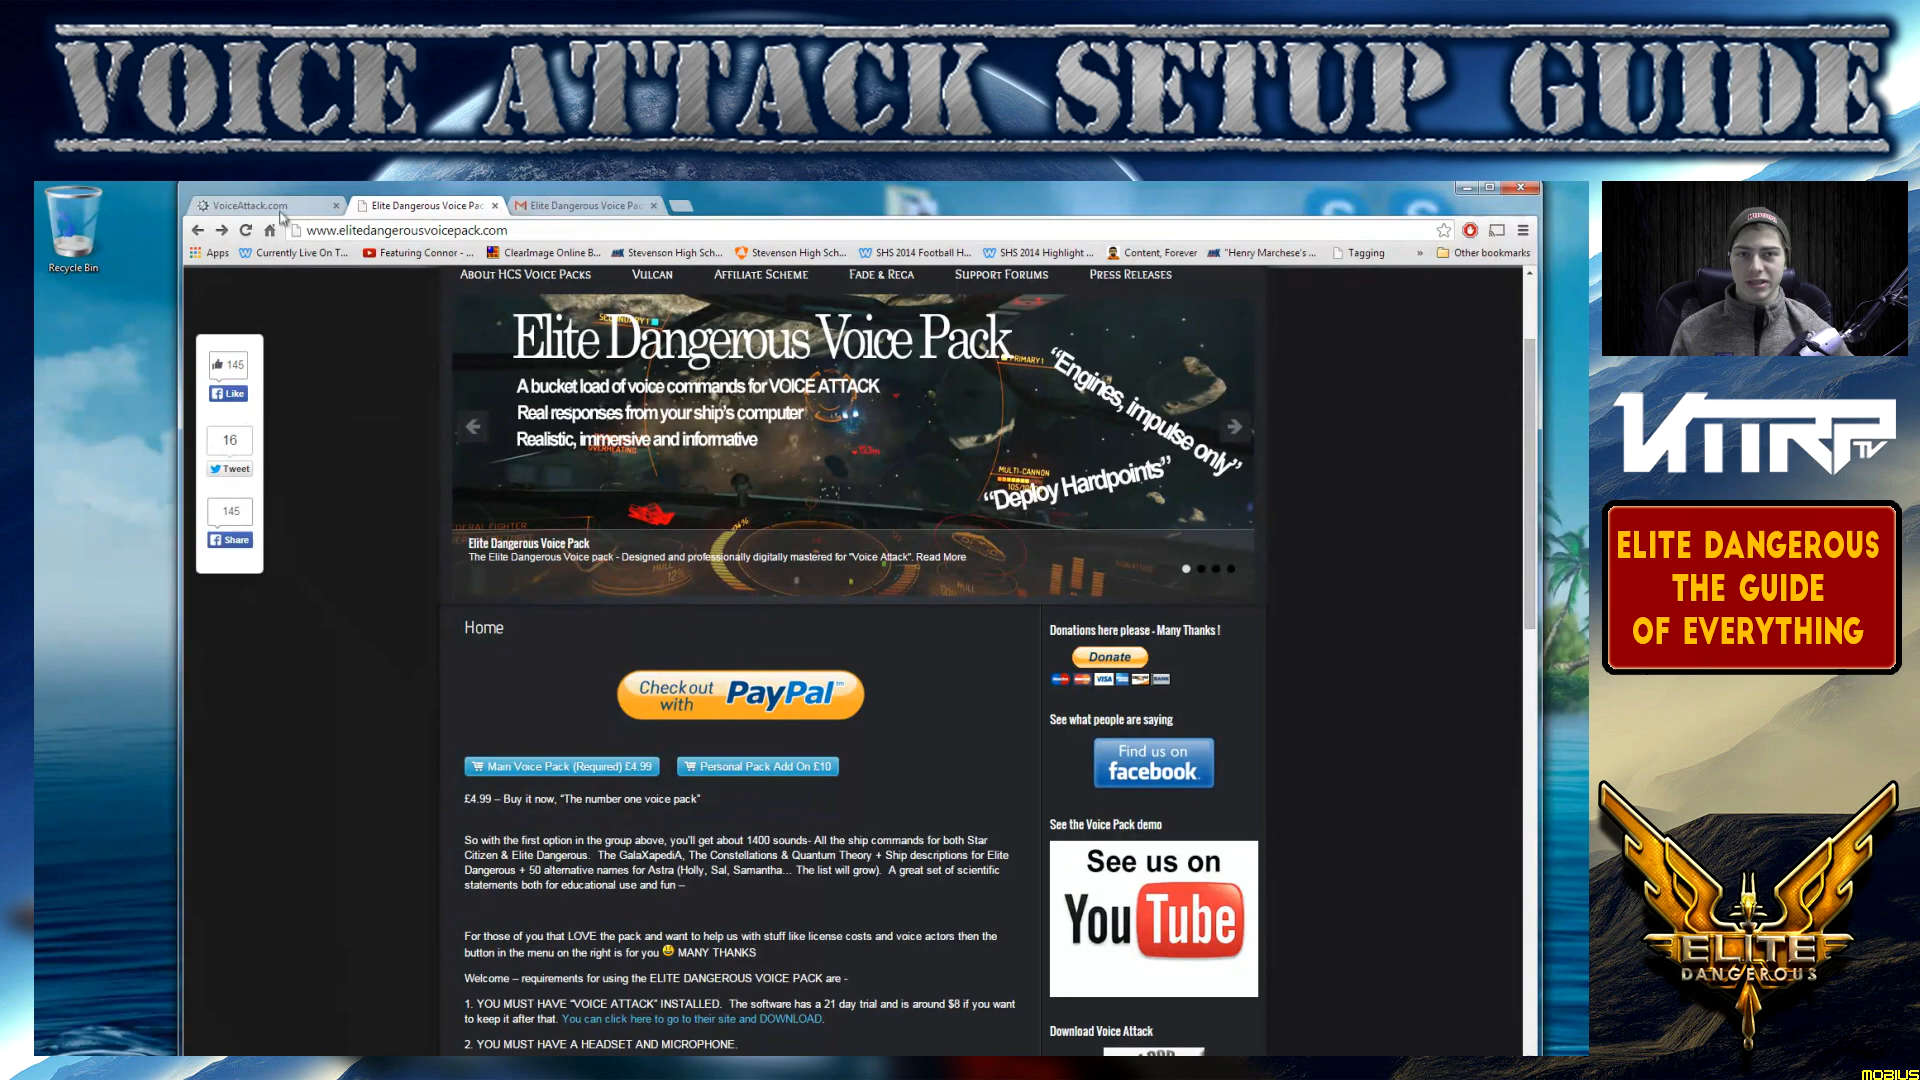 VOICE ATTACK SETUP GUIDE
Recycle Bin
VoiceAttack.com
Elite Dangerous Voice Pac
Elite Dangerous Voice Pac
www.elitedangerousvoicepack.com
Apps
Currently Live On T...
Featuring Connor - ...
ClearImage Online B...
Stevenson High Sch...
Stevenson High Sch...
SHS 2014 Football H...
SHS 2014 Highlight ...
Content, Forever
"Henry Marchese's ...
Tagging
»
Other bookmarks
ABOUT HCS VOICE PACKS
VULCAN
AFFILIATE SCHEME
FADE & RECA
SUPPORT FORUMS
PRESS RELEASES
Elite Dangerous Voice Pack
A bucket load of voice commands for VOICE ATTACK
Real responses from your ship's computer
Realistic, immersive and informative
"Engines, impulse only"
"Deploy Hardpoints"
PRIMARY 1
OVERHEATING
MULTI-CANNON
Elite Dangerous Voice Pack
The Elite Dangerous Voice pack - Designed and professionally digitally mastered for "Voice Attack". Read More
145
Like
16
Tweet
145
Share
Home
Checkout with PayPal™
Main Voice Pack (Required) £4.99
Personal Pack Add On £10
£4.99 – Buy it now, "The number one voice pack"
So with the first option in the group above, you'll get about 1400 sounds- All the ship commands for both Star
Citizen & Elite Dangerous. The GalaXapediA, The Constellations & Quantum Theory + Ship descriptions for Elite
Dangerous + 50 alternative names for Astra (Holly, Sal, Samantha... The list will grow). A great set of scientific
statements both for educational use and fun –
For those of you that LOVE the pack and want to help us with stuff like license costs and voice actors then the
button in the menu on the right is for you MANY THANKS
Welcome – requirements for using the ELITE DANGEROUS VOICE PACK are -
1. YOU MUST HAVE "VOICE ATTACK" INSTALLED. The software has a 21 day trial and is around $8 if you want
to keep it after that. You can click here to go to their site and DOWNLOAD.
2. YOU MUST HAVE A HEADSET AND MICROPHONE.
Donations here please - Many Thanks !
Donate
VISA
BANK
See what people are saying
Find us on
facebook
See the Voice Pack demo
See us on
YouTube
Download Voice Attack
TV
ELITE DANGEROUS
THE GUIDE
OF EVERYTHING
ELITE
DANGEROUS
MOBIUS